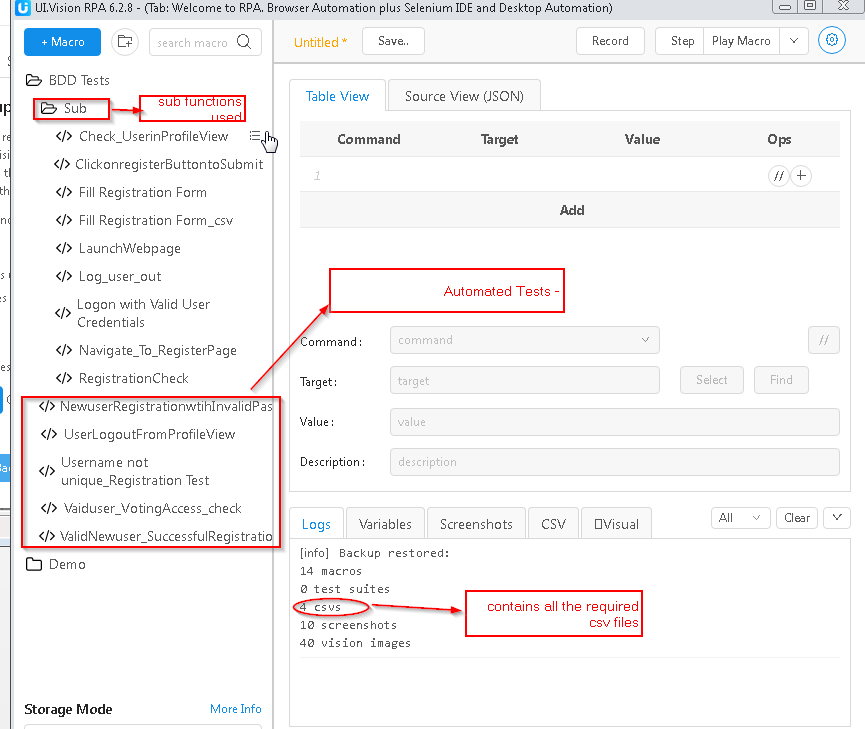 UI.Vision RPA 6.2.8 - (Tab: Welcome to RPA. Browser Automation plus Selenium IDE and Desktop Automation)
+ Macro
search macro
Untitled *
Save..
Record
Step
Play Macro
BDD Tests
Sub
sub functions
used
Check_UserinProfileView
ClickonregisterButtontoSubmit
Fill Registration Form
Fill Registration Form_csv
LaunchWebpage
Log_user_out
Logon with Valid User
Credentials
Navigate_To_RegisterPage
RegistrationCheck
NewuserRegistrationwtihInvalidPas
UserLogoutFromProfileView
Username not
unique_Registration Test
Vaiduser_VotingAccess_check
ValidNewuser_SuccessfulRegistratio
Demo
Storage Mode
More Info
Table View
Source View (JSON)
Command Target Value Ops
1
//
+
Add
Automated Tests -
Command:
command
//
Target:
target
Select
Find
Value:
value
Description:
description
Logs
Variables
Screenshots
CSV
Visual
All
Clear
[info] Backup restored:
14 macros
0 test suites
4 csvs
10 screenshots
40 vision images
contains all the required
csv files